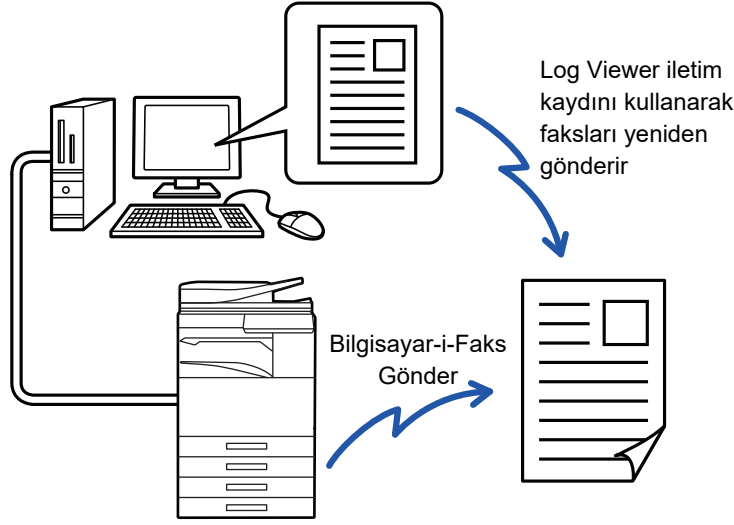 Log Viewer iletim
kaydını kullanarak
faksları yeniden
gönderir
Bilgisayar-i-Faks
Gönder